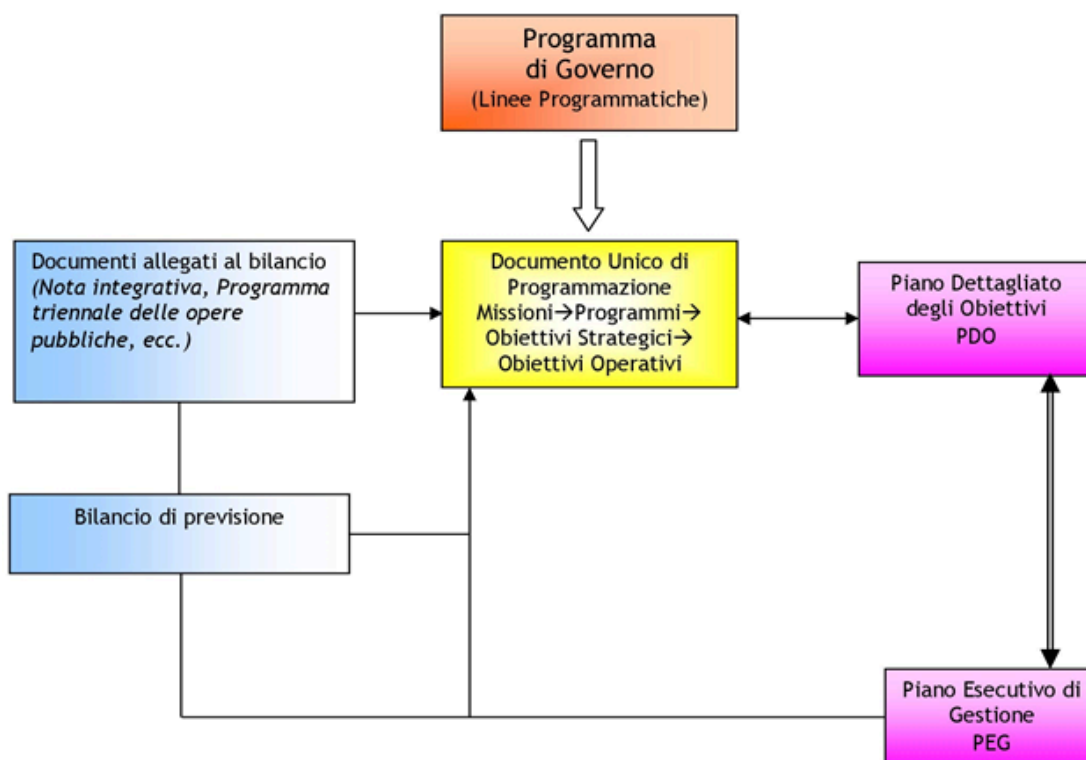 Programma
di Governo
(Linee Programmatiche)
Documenti allegati al bilancio
(Nota integrativa, Programma
triennale delle opere
pubbliche, ecc.)
Documento Unico di
Programmazione
Missioni→Programmi→
Obiettivi Strategici→
Obiettivi Operativi
Piano Dettagliato
degli Obiettivi
PDO
Bilancio di previsione
Piano Esecutivo di
Gestione
PEG